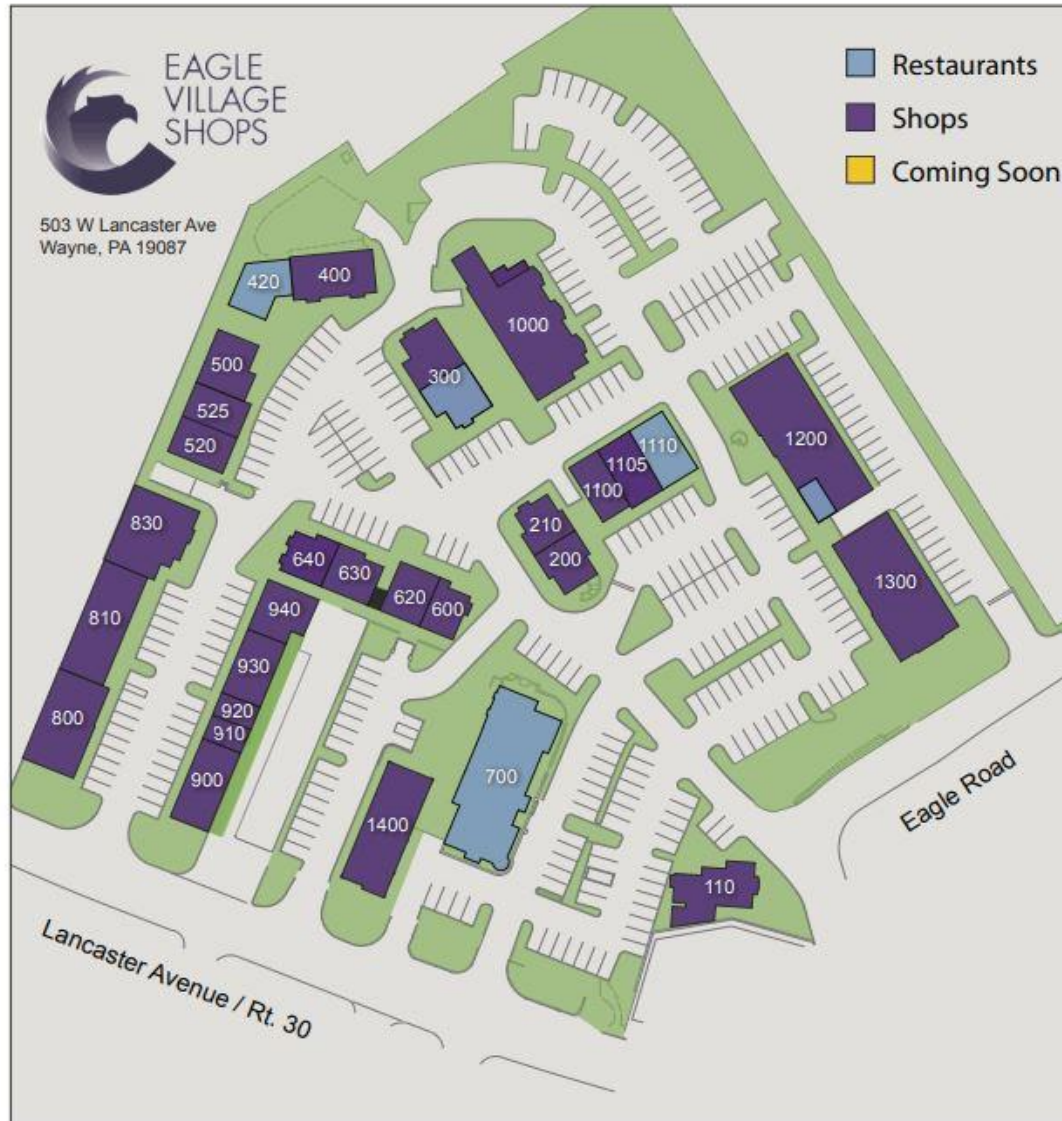 EAGLE
VILLAGE
SHOPS
503 W Lancaster Ave
Wayne, PA 19087
Restaurants
Shops
Coming Soon
420
400
500
525
520
300
1000
1200
1110
1105
1100
210
200
1300
830
810
800
640
630
620
600
940
930
920
910
900
700
1400
110
Eagle Road
Lancaster Avenue / Rt. 30